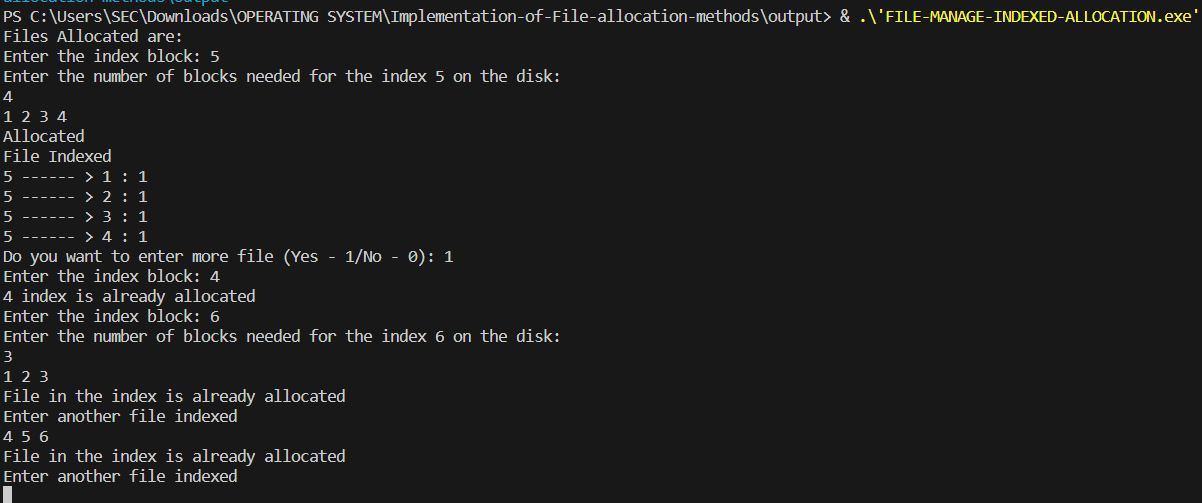 allocation-methods\output
PS C:\Users\SEC\Downloads\OPERATING SYSTEM\Implementation-of-File-allocation-methods\output> & .\'FILE-MANAGE-INDEXED-ALLOCATION.exe'
Files Allocated are:
Enter the index block: 5
Enter the number of blocks needed for the index 5 on the disk:
4
1 2 3 4
Allocated
File Indexed
5 ------ > 1 : 1
5 ------ > 2 : 1
5 ------ > 3 : 1
5 ------ > 4 : 1
Do you want to enter more file (Yes - 1/No - 0): 1
Enter the index block: 4
4 index is already allocated
Enter the index block: 6
Enter the number of blocks needed for the index 6 on the disk:
3
1 2 3
File in the index is already allocated
Enter another file indexed
4 5 6
File in the index is already allocated
Enter another file indexed